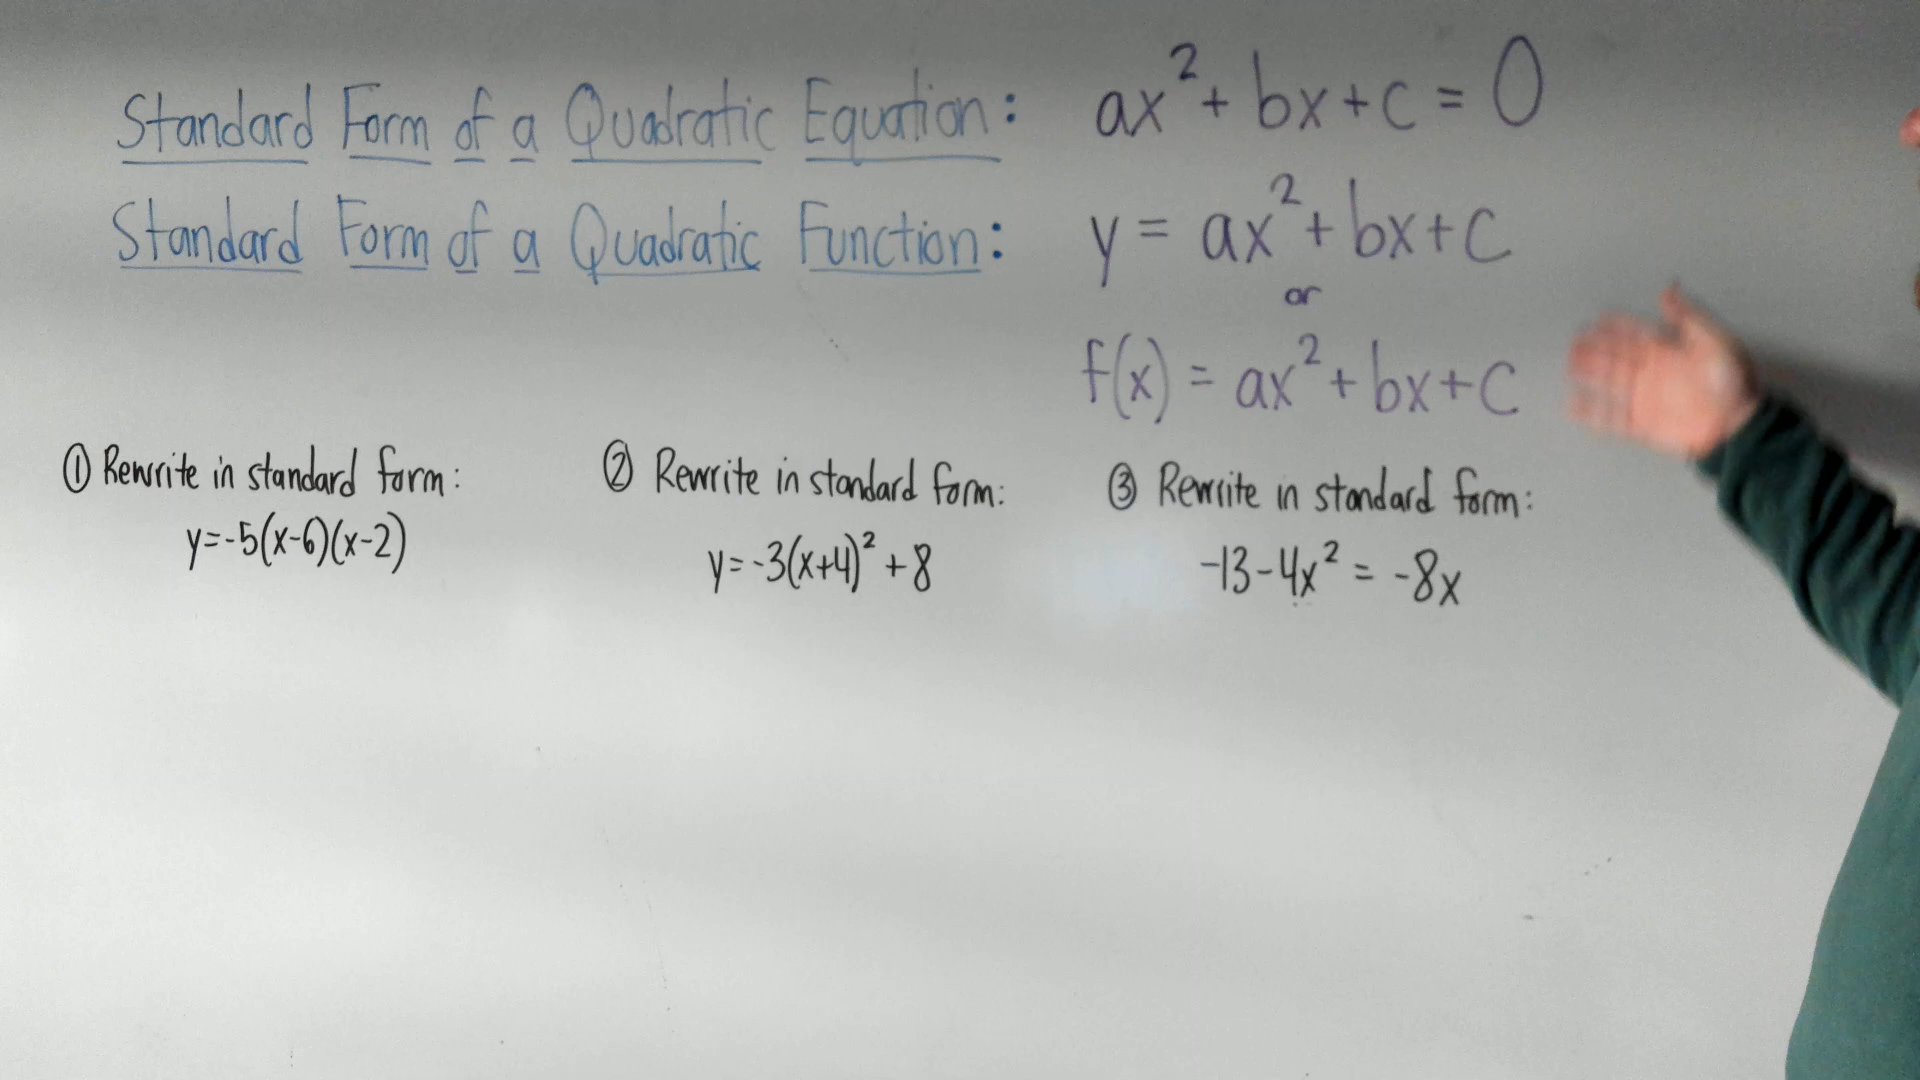 Standard Form of a Quadratic Equation: ax² + bx + c = 0
Standard Form of a Quadratic Function: y = ax² + bx + c
or
f(x) = ax² + bx + c
① Rewrite in standard form:
y=-5(x-6)(x-2)
② Rewrite in standard form:
y=-3(x+4)² +8
③ Rewrite in standard form:
-13-4x² = -8x